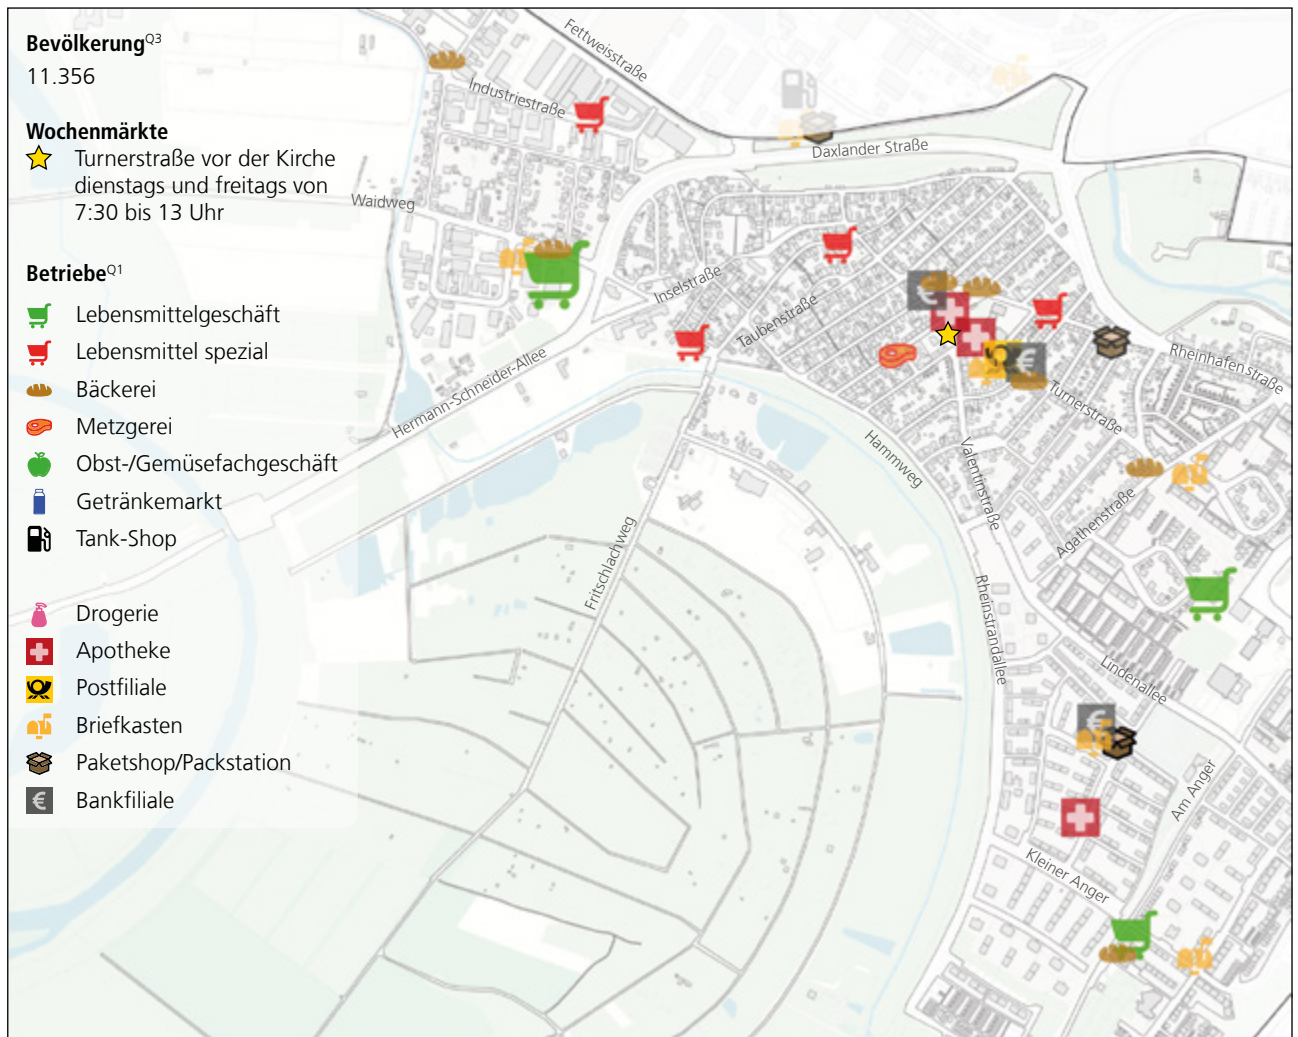 Bevölkerung Q3
11.356
Wochenmärkte
Turnerstraße vor der Kirche
dienstags und freitags von
7:30 bis 13 Uhr
Betriebe Q1
Lebensmittelgeschäft
Lebensmittel spezial
Bäckerei
Metzgerei
Obst-/Gemüsefachgeschäft
Getränkemarkt
Tank-Shop
Drogerie
Apotheke
Postfiliale
Briefkasten
Paketshop/Packstation
€ Bankfiliale
Fettweisstraße
Industriestraße
Daxlander Straße
Waidweg
Inselstraße
Taubenstraße
€
€
Rheinhafenstraße
Hermann-Schneider-Allee
Turnerstraße
Hammweg
Valentinstraße
Agathenstraße
Fritschlachweg
Rheinstrandallee
Lindenallee
€
Am Anger
Kleiner Anger